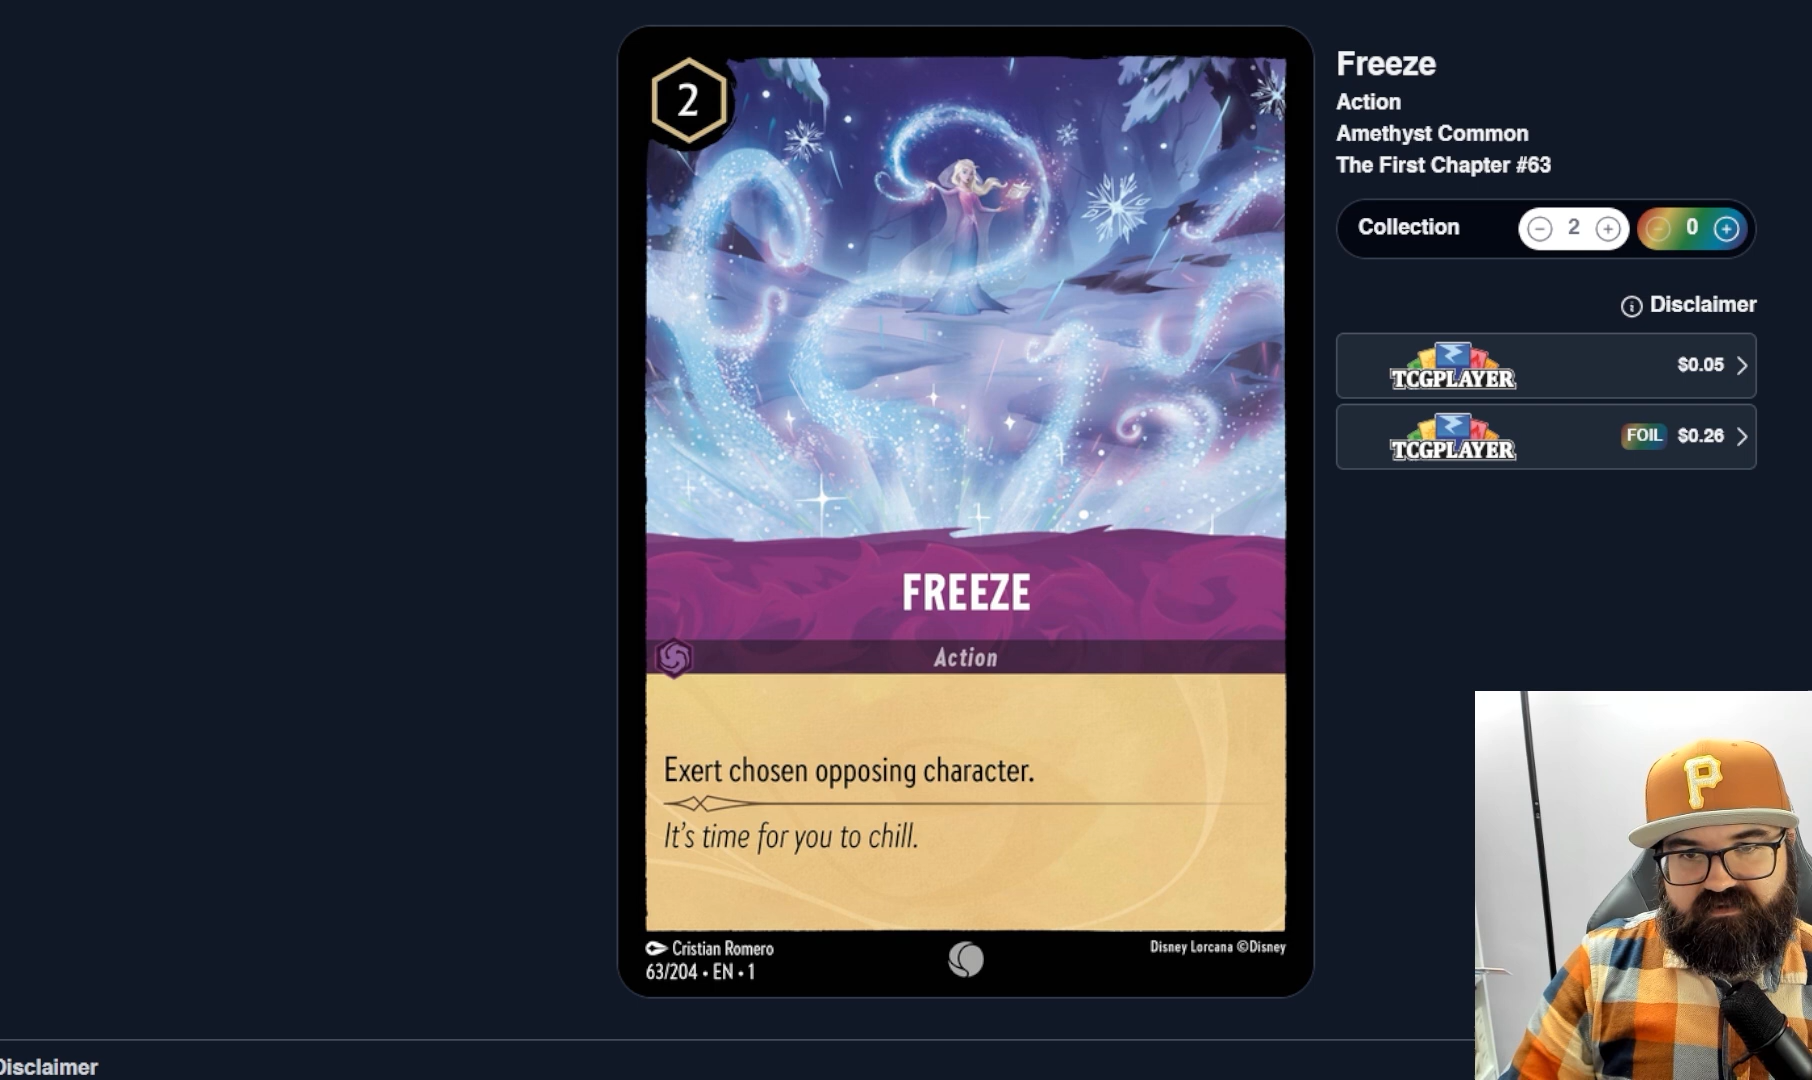 2
FREEZE
Action
Exert chosen opposing character.
It's time for you to chill.
Cristian Romero
63/204 • EN • 1
Disney Lorcana ©Disney
Freeze
Action
Amethyst Common
The First Chapter #63
Collection
2
0
Disclaimer
TCGPLAYER
$0.05
TCGPLAYER
FOIL
$0.26
P
Disclaimer